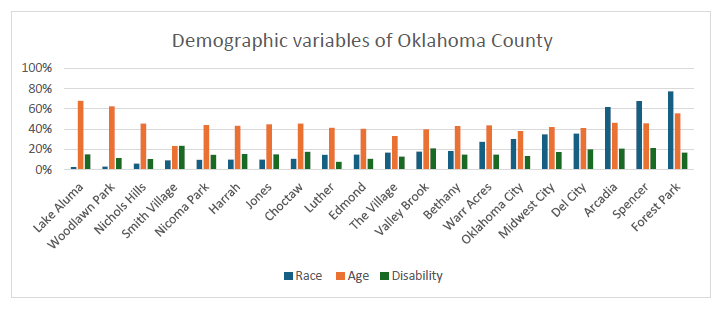 Demographic variables of Oklahoma County
100%
80%
60%
40%
20%
0%
Lake Aluma
Woodlawn Park
Nichols Hills
Smith Village
Nicoma Park
Harrah
Jones
Choctaw
Luther
Edmond
The Village
Valley Brook
Bethany
Warr Acres
Oklahoma City
Midwest City
Del City
Arcadia
Spencer
Forest Park
Race Age Disability